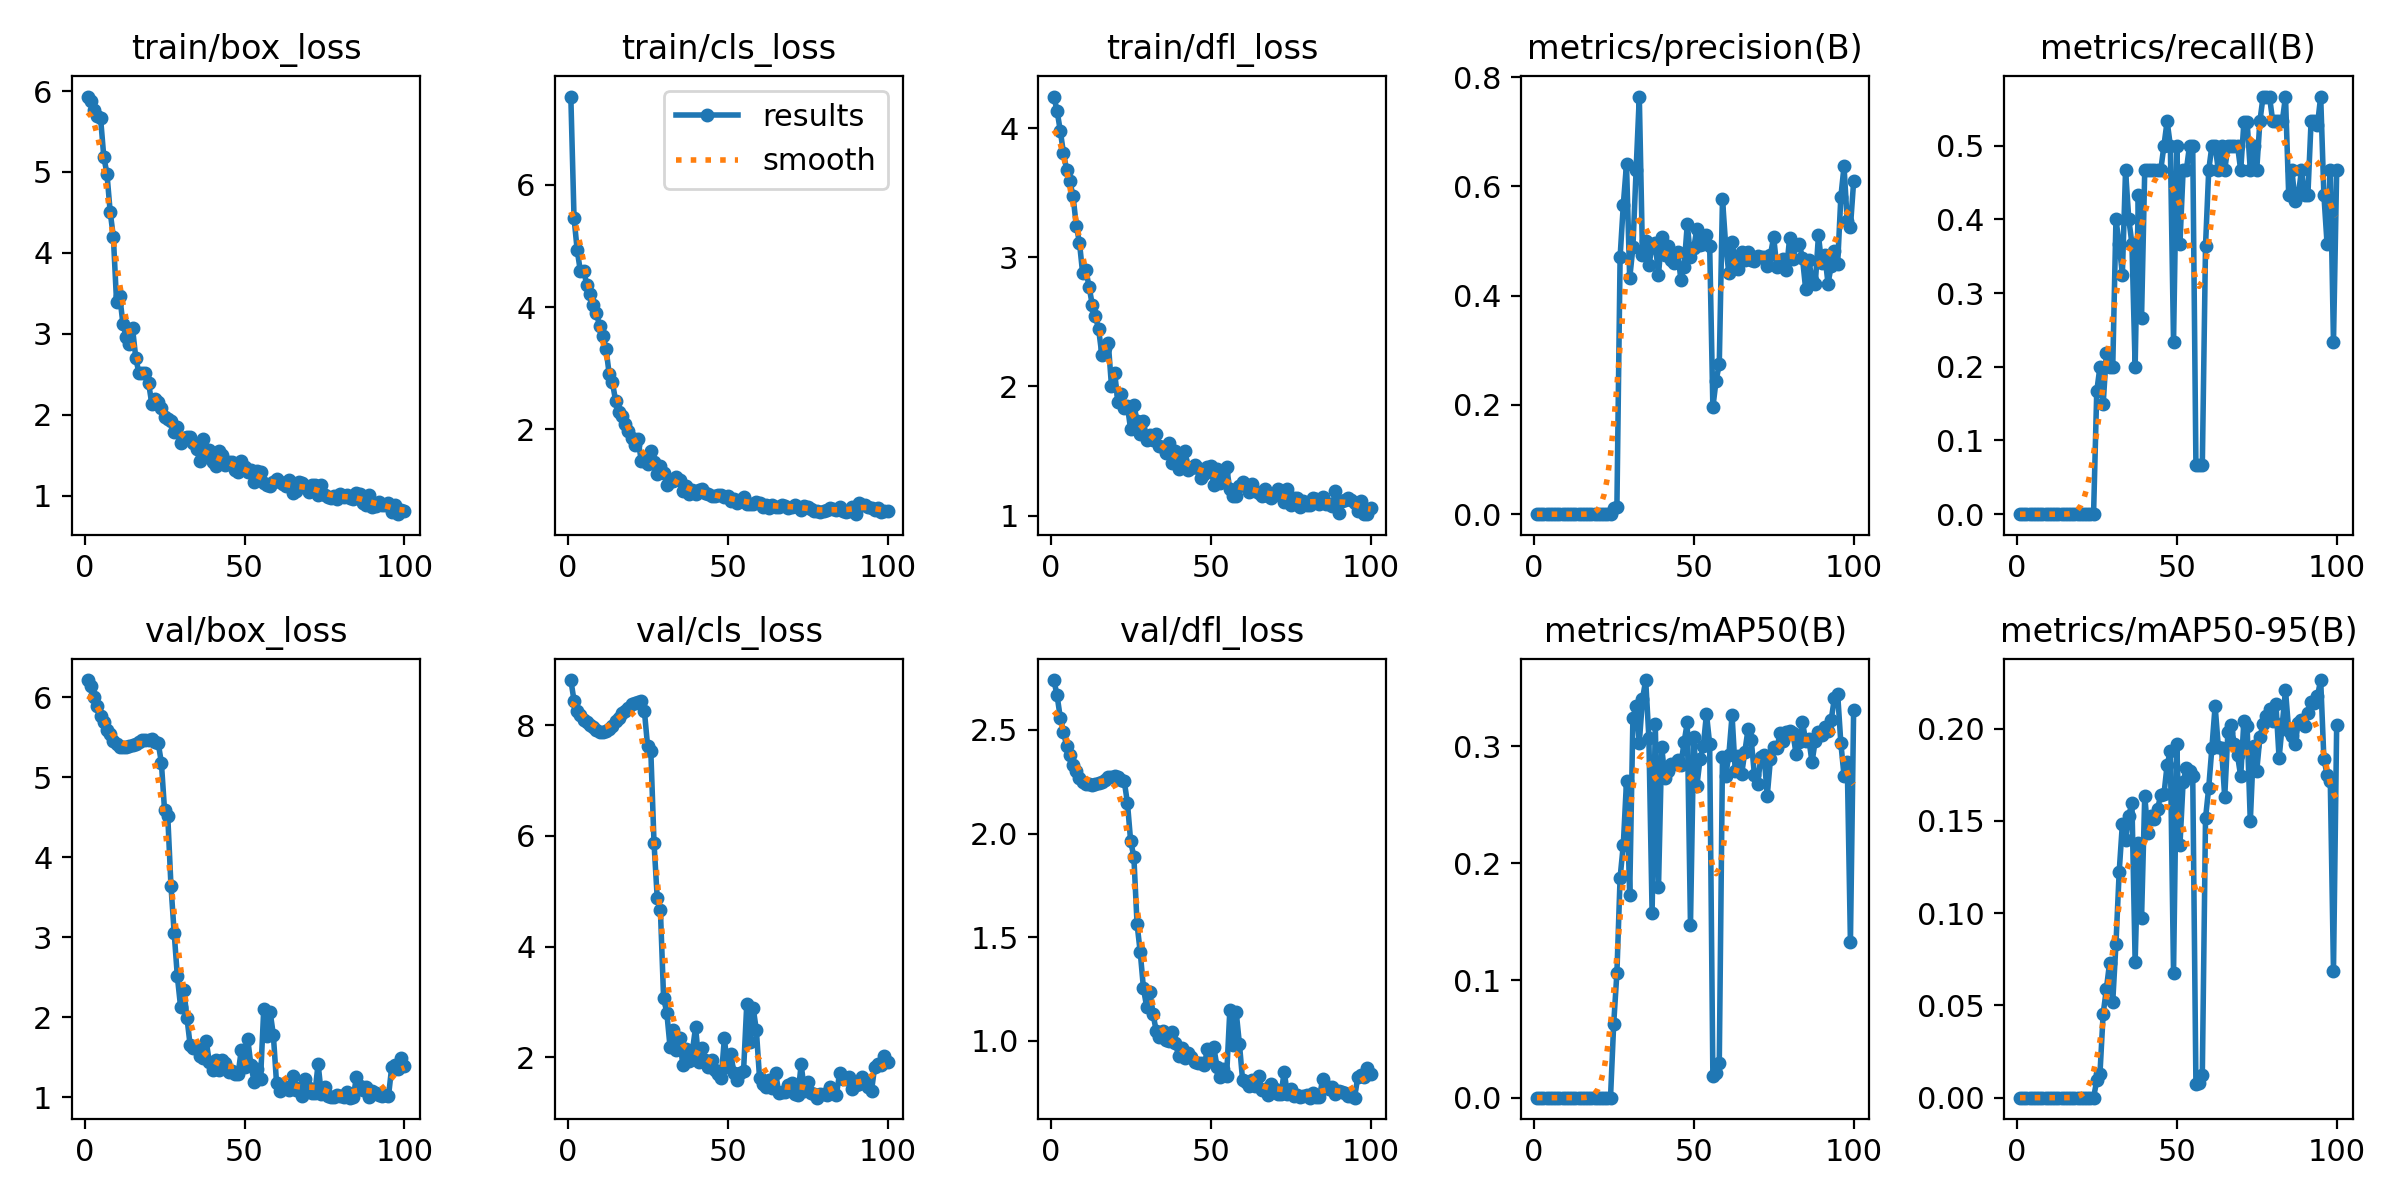 train/box_loss
6
5
4
3
2
1
0 50 100
train/cls_loss
results
smooth
6
4
2
0 50 100
train/dfl_loss
4
3
2
1
0 50 100
metrics/precision(B)
0.8
0.6
0.4
0.2
0.0
0 50 100
metrics/recall(B)
0.5
0.4
0.3
0.2
0.1
0.0
0 50 100
val/box_loss
6
5
4
3
2
1
0 50 100
val/cls_loss
8
6
4
2
0 50 100
val/dfl_loss
2.5
2.0
1.5
1.0
0 50 100
metrics/mAP50(B)
0.3
0.2
0.1
0.0
0 50 100
metrics/mAP50-95(B)
0.20
0.15
0.10
0.05
0.00
0 50 100